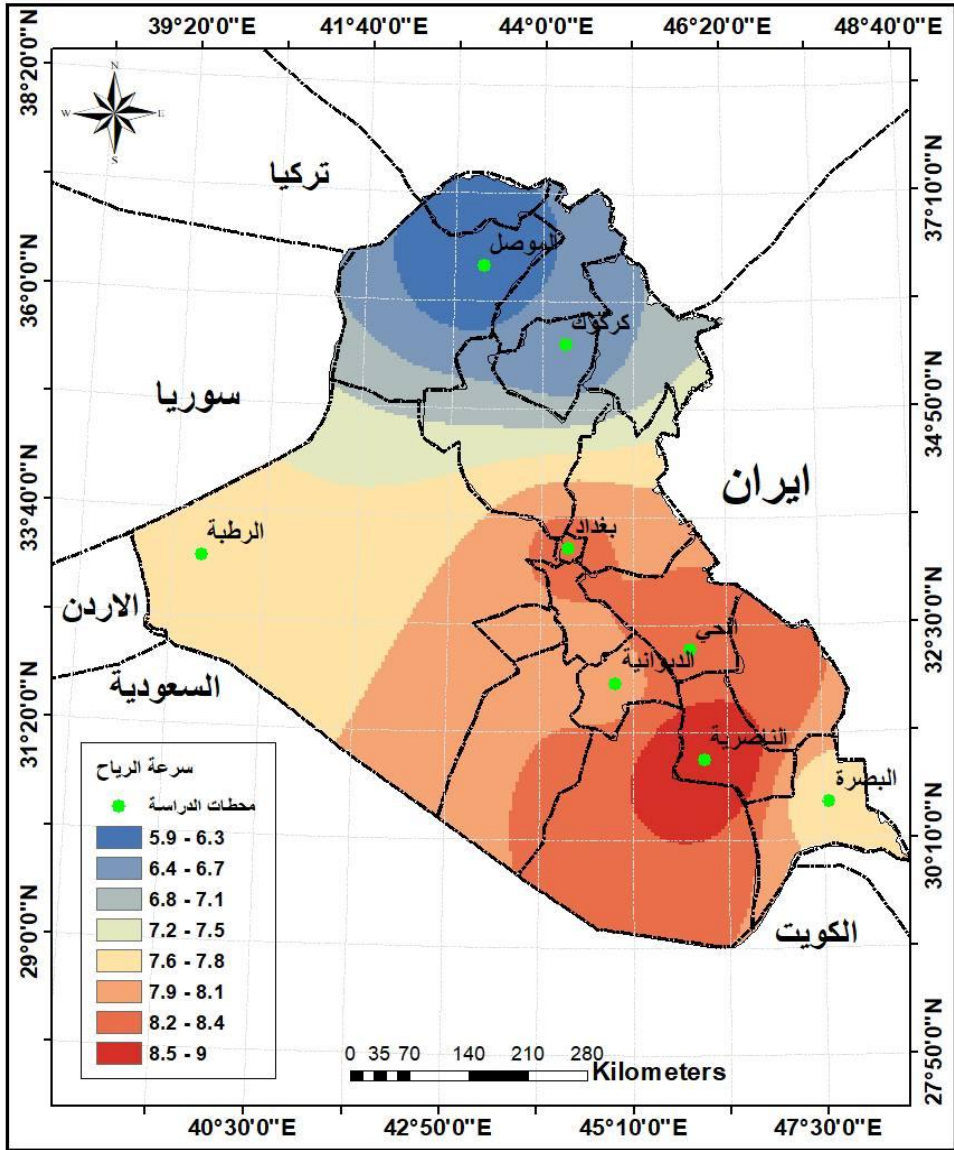 39°20'0"E 41°40'0"E 44°0'0"E 46°20'0"E 48°40'0"E
38°20'0"N
37°10'0"N
36°0'0"N
34°50'0"N
33°40'0"N
32°30'0"N
31°20'0"N
30°10'0"N
29°0'0"N
27°50'0"N
N
W E
S
تركيا
الموصل
كركوك
سوريا
ايران
بغداد
الرطبة
الاردن
الحي
الديوانية
السعودية
الناصرية
البصرة
الكويت
سرعة الرياح
محطات الدراسة
5.9 - 6.3
6.4 - 6.7
6.8 - 7.1
7.2 - 7.5
7.6 - 7.8
7.9 - 8.1
8.2 - 8.4
8.5 - 9
0 35 70 140 210 280
Kilometers
40°30'0"E 42°50'0"E 45°10'0"E 47°30'0"E